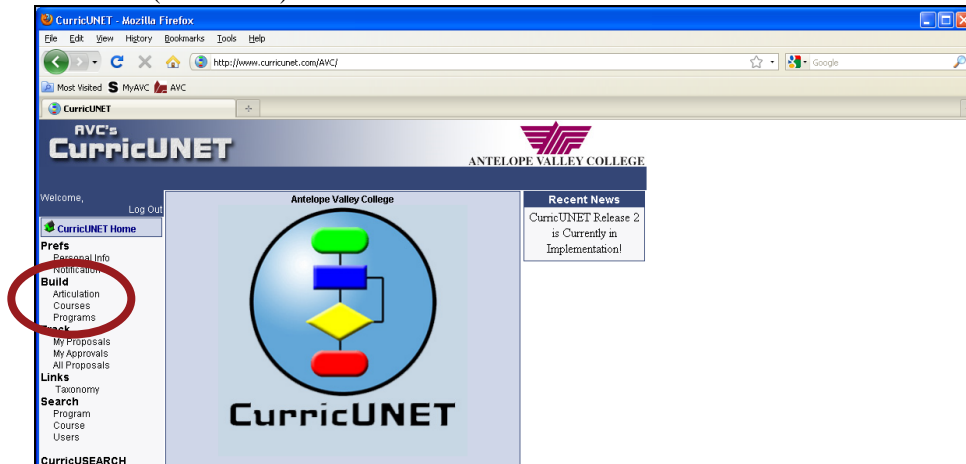 CurricUNET - Mozilla Firefox
File Edit View History Bookmarks Tools Help
http://www.curricunet.com/AVC/
Google
Most Visited MyAVC AVC
CurricUNET
AVC's
CurricUNET
ANTELOPE VALLEY COLLEGE
Welcome,
Log Out
CurricUNET Home
Prefs
Personal Info
Notification
Build
Articulation
Courses
Programs
Track
My Proposals
My Approvals
All Proposals
Links
Taxonomy
Search
Program
Course
Users
CurricUSEARCH
Antelope Valley College
CurricUNET
Recent News
CurricUNET Release 2
is Currently in
Implementation!